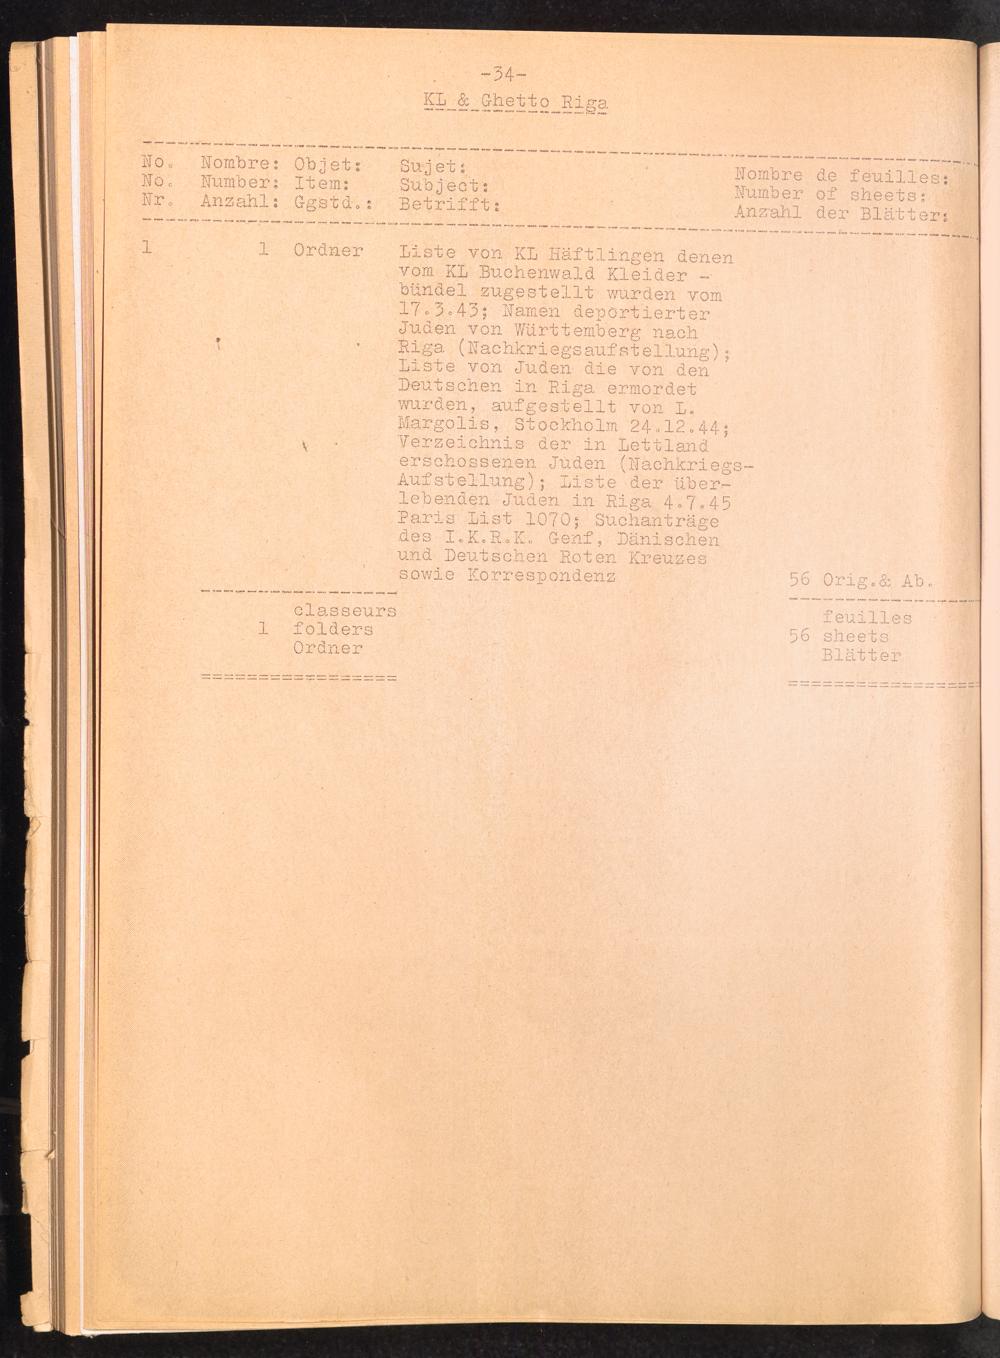 -34-
KL & Ghetto Riga
No. Nombre: Objet: Sujet: Nombre de feuilles:
No. Number: Item: Subject: Number of sheets:
Nr. Anzahl: Ggstd.: Betrifft: Anzahl der Blätter:
1 1 Ordner Liste von KL Häftlingen denen
vom KL Buchenwald Kleider -
bündel zugestellt wurden vom
17.3.43; Namen deportierter
Juden von Württemberg nach
Riga (Nachkriegsaufstellung);
Liste von Juden die von den
Deutschen in Riga ermordet
wurden, aufgestellt von L.
Margolis, Stockholm 24.12.44;
Verzeichnis der in Lettland
erschossenen Juden (Nachkriegs-
Aufstellung); Liste der über-
lebenden Juden in Riga 4.7.45
Paris List 1070; Suchanträge
des I.K.R.K. Genf, Dänischen
und Deutschen Roten Kreuzes
sowie Korrespondenz 56 Orig.& Ab.
classeurs feuilles
1 folders 56 sheets
Ordner Blätter